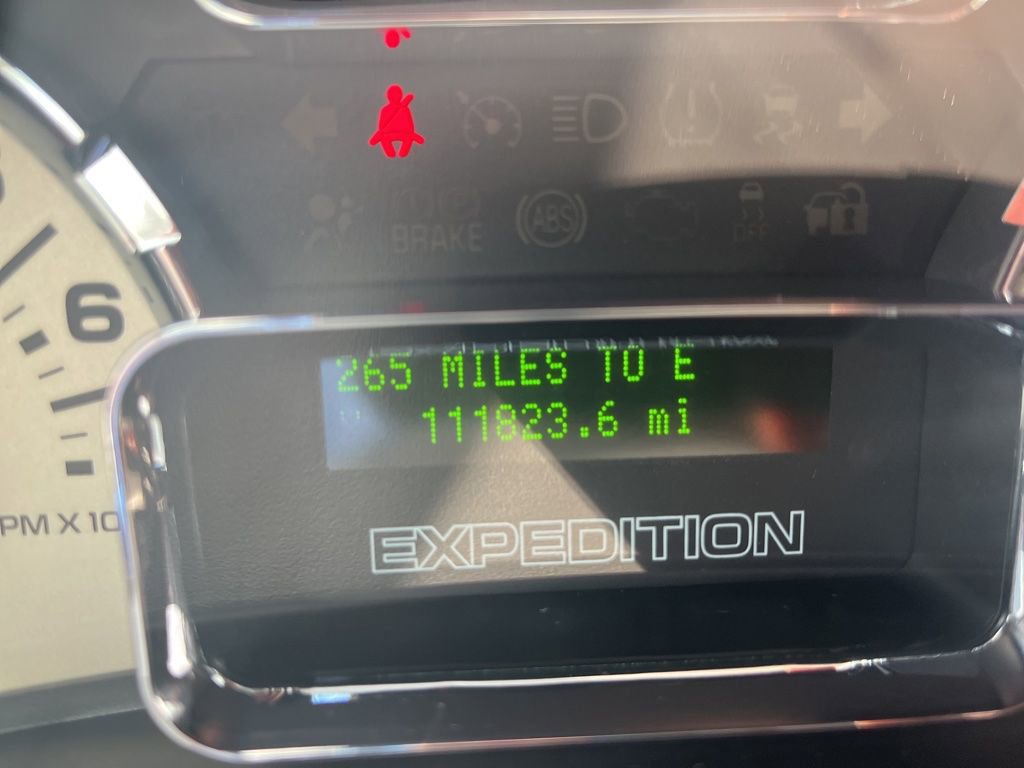 ABS
BRAKE
OFF
6
265 MILES TO E
111823.6 mi
PM X 10
EXPEDITION